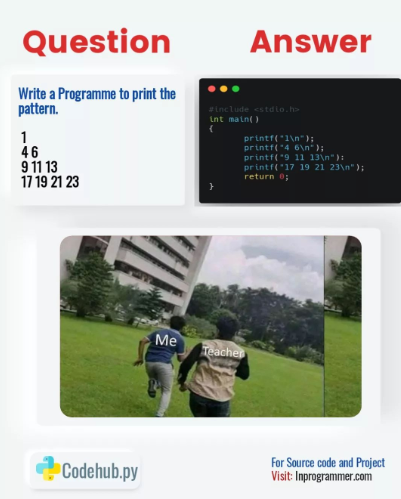 Question
Answer
Write a Programme to print the
pattern.
1
4 6
9 11 13
17 19 21 23
#include <stdio.h>
int main()
{
printf("1\n");
printf("4 6\n");
printf("9 11 13\n");
printf("17 19 21 23\n");
return 0;
}
Me
Teacher
Codehub.py
For Source code and Project
Visit: Inprogrammer.com